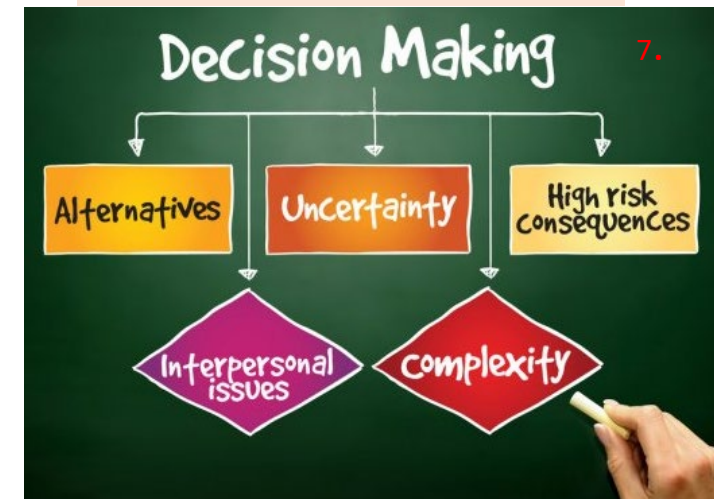 Decision Making
7.
Alternatives
Uncertainty
High risk
consequences
Interpersonal
issues
complexity